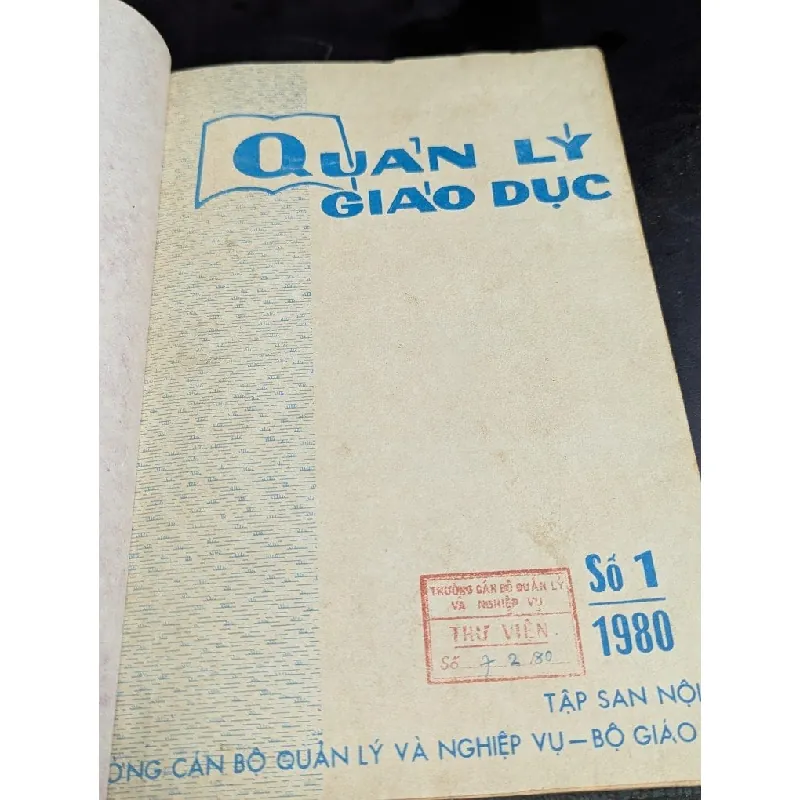 QUẢN LÝ
GIÁO DỤC
Số 1
1980
TRƯỜNG CÁN BỘ QUẢN LÝ
VÀ NGHIỆP VỤ
THƯ VIỆN
Số 7 2 80
TẬP SAN NỘI
ỜNG CÁN BỘ QUẢN LÝ VÀ NGHIỆP VỤ – BỘ GIÁO